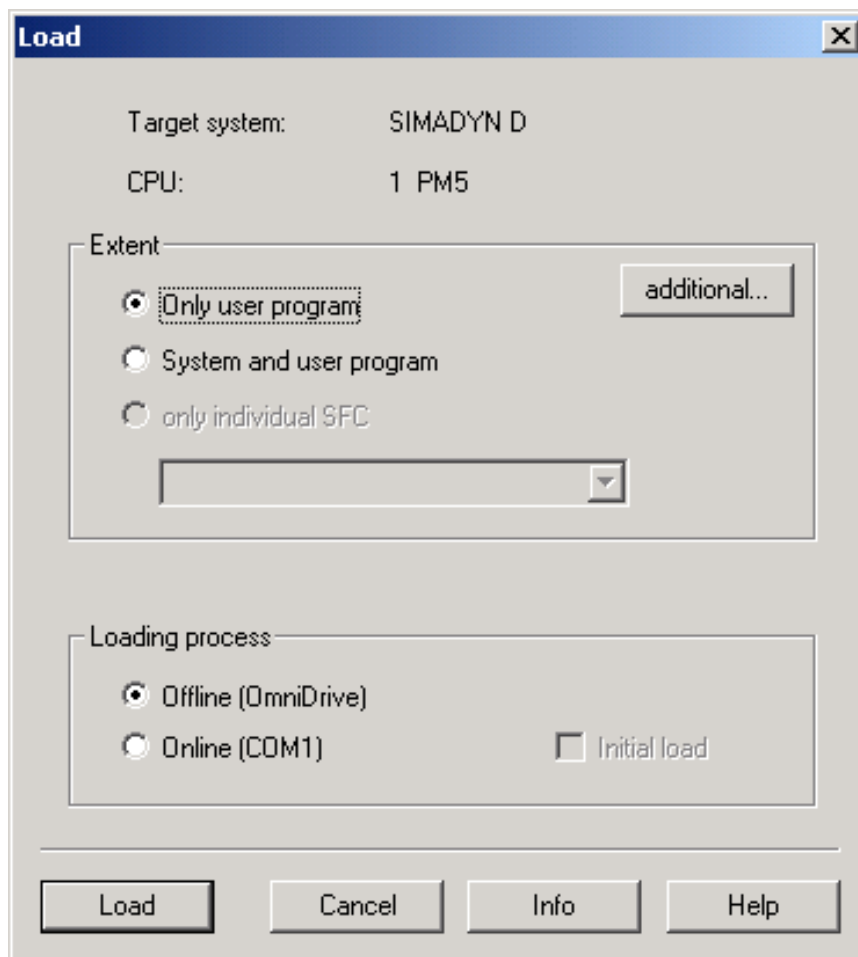 Load
Target system: SIMADYN D
CPU: 1 PM5
Extent
Only user program
additional...
System and user program
only individual SFC
Loading process
Offline (OmniDrive)
Online (COM1) Initial load
Load Cancel Info Help